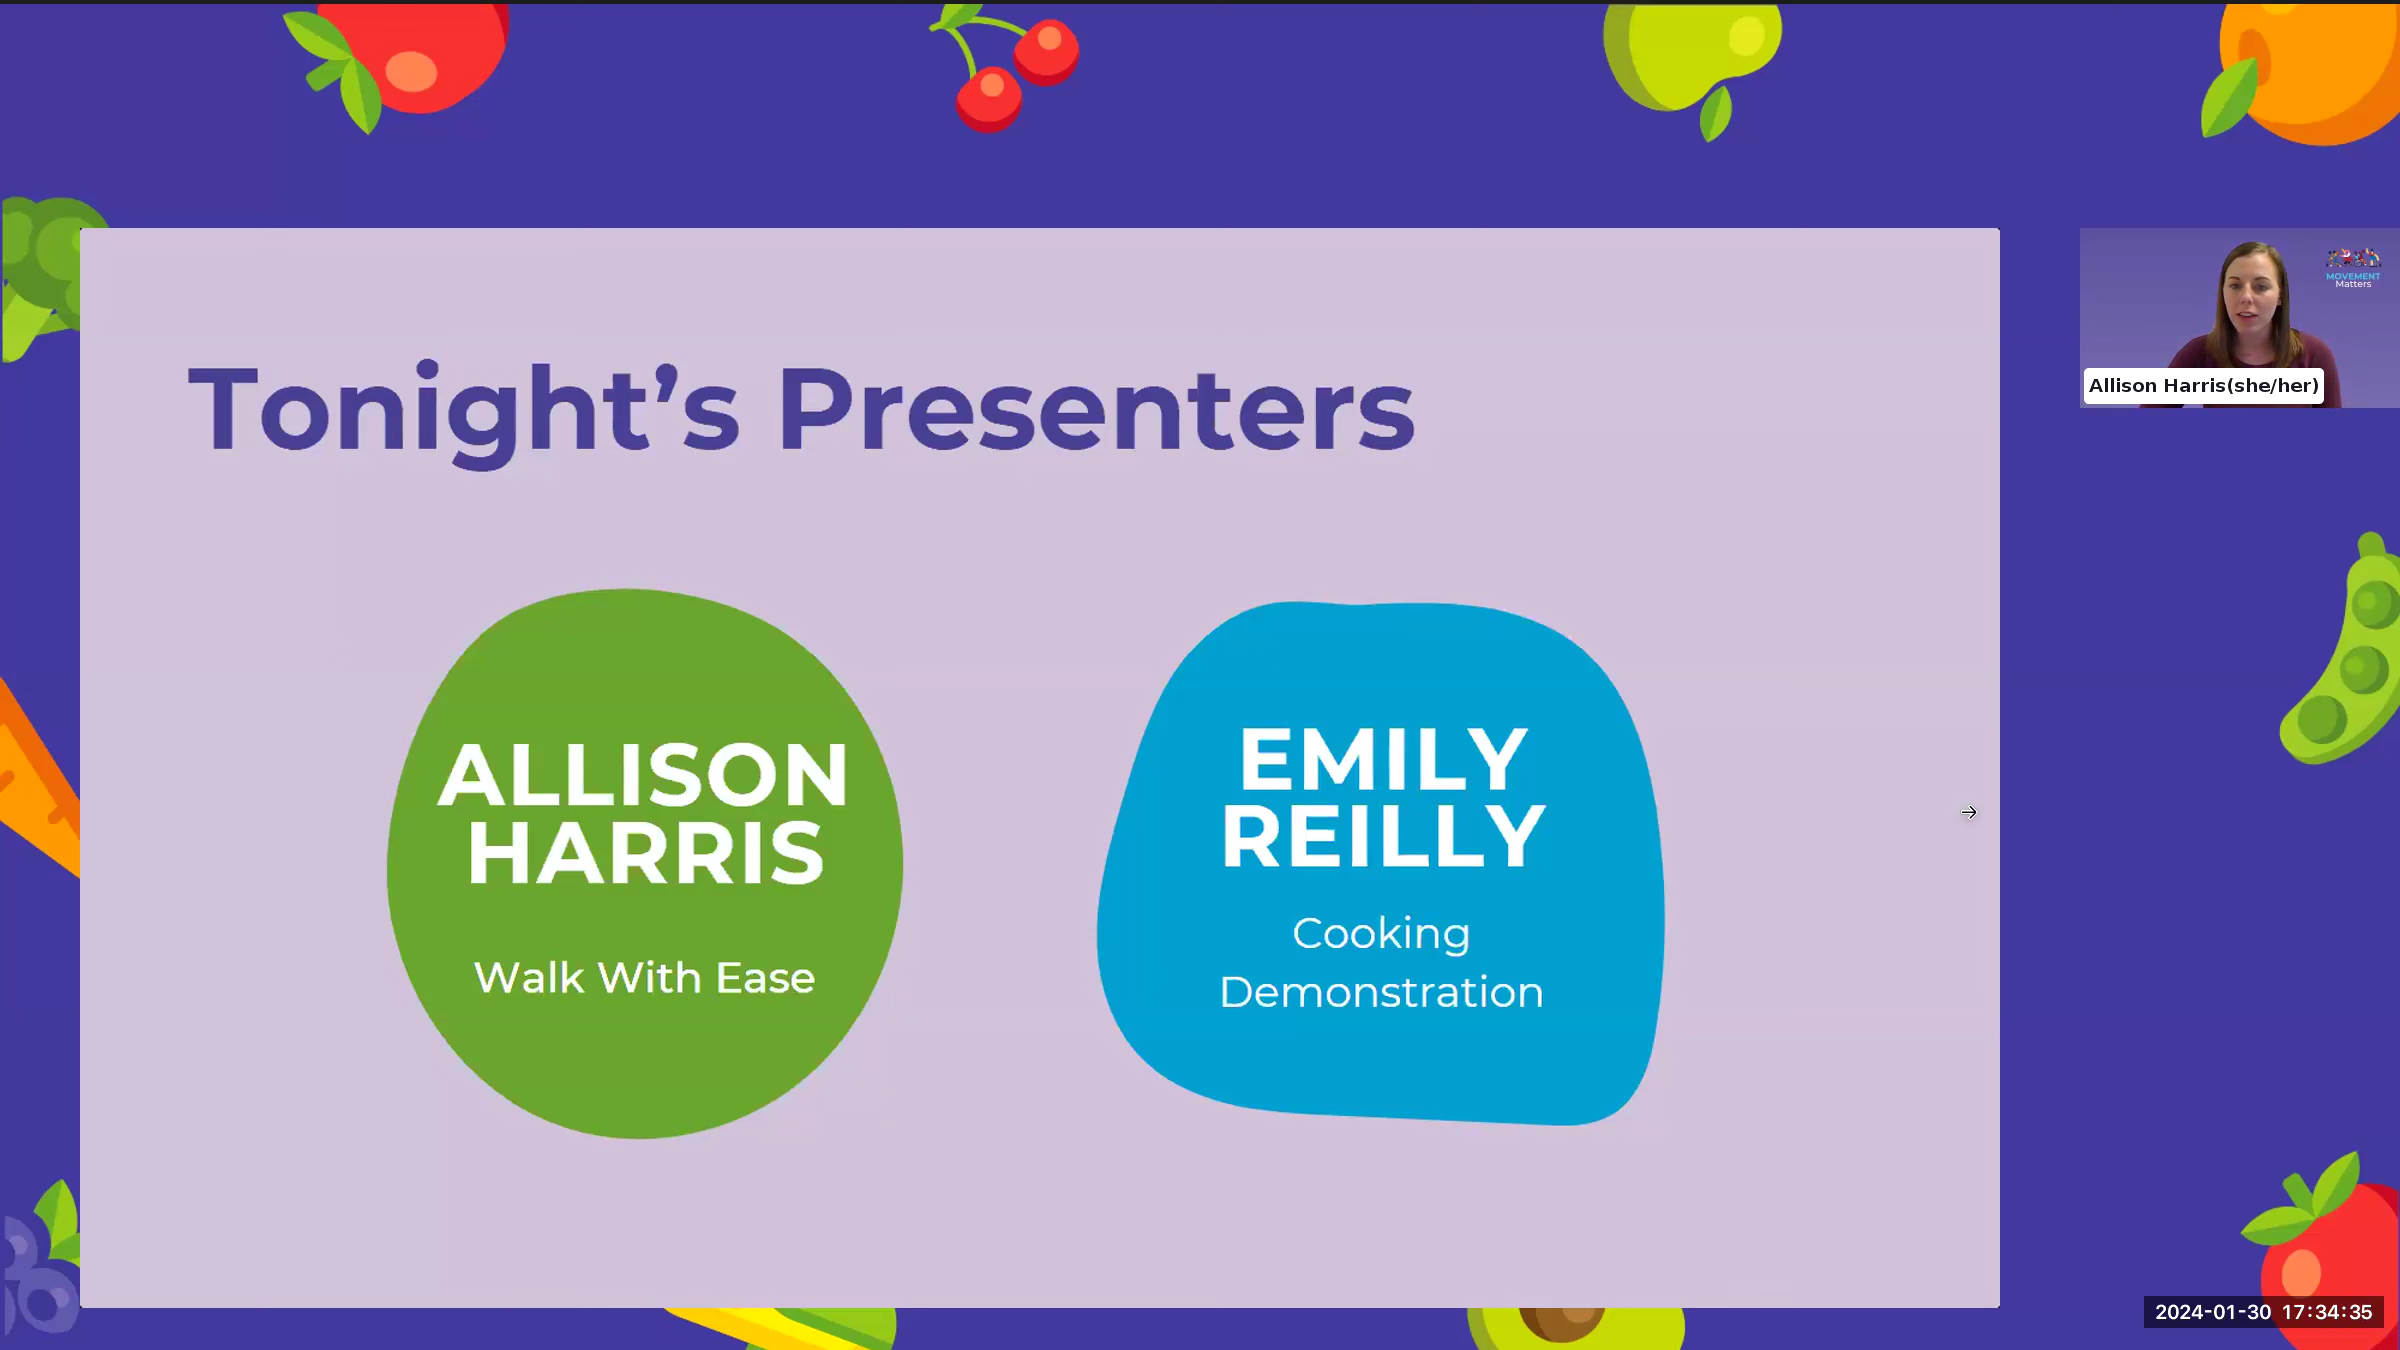 Tonight’s Presenters
ALLISON
HARRIS
Walk With Ease
EMILY
REILLY
Cooking
Demonstration
MOVEMENT
Matters
Allison Harris(she/her)
2024-01-30 17:34:35